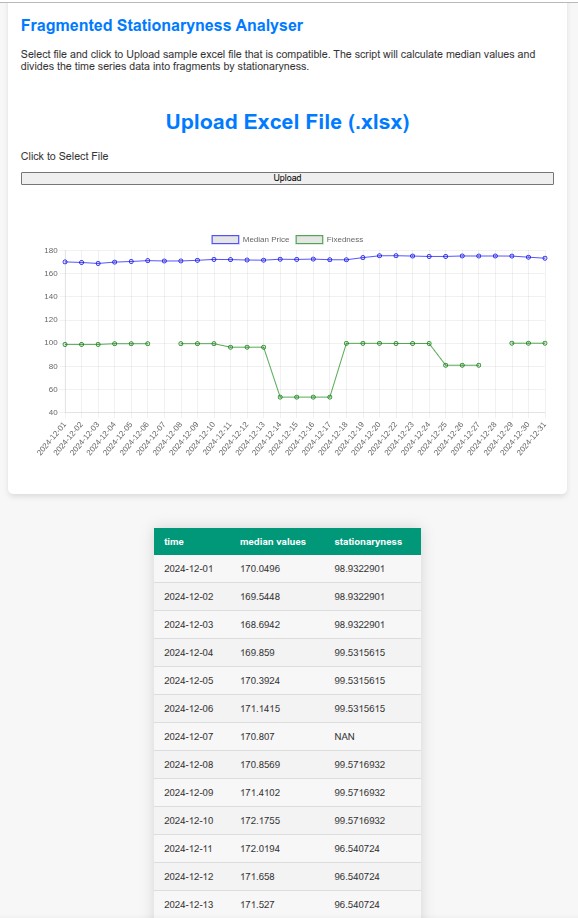 Fragmented Stationaryness Analyser
Select file and click to Upload sample excel file that is compatible. The script will calculate median values and
divides the time series data into fragments by stationaryness.
Upload Excel File (.xlsx)
Click to Select File
Upload
Median Price Fixedness
180
160
140
120
100
80
60
40
2024-12-01 2024-12-02 2024-12-03 2024-12-04 2024-12-05 2024-12-06 2024-12-07 2024-12-08 2024-12-09 2024-12-10 2024-12-11 2024-12-12 2024-12-13 2024-12-14 2024-12-15 2024-12-16 2024-12-17 2024-12-18 2024-12-19 2024-12-20 2024-12-22 2024-12-23 2024-12-24 2024-12-25 2024-12-26 2024-12-27 2024-12-28 2024-12-29 2024-12-30 2024-12-31
time median values stationaryness
2024-12-01 170.0496 98.9322901
2024-12-02 169.5448 98.9322901
2024-12-03 168.6942 98.9322901
2024-12-04 169.859 99.5315615
2024-12-05 170.3924 99.5315615
2024-12-06 171.1415 99.5315615
2024-12-07 170.807 NAN
2024-12-08 170.8569 99.5716932
2024-12-09 171.4102 99.5716932
2024-12-10 172.1755 99.5716932
2024-12-11 172.0194 96.540724
2024-12-12 171.658 96.540724
2024-12-13 171.527 96.540724